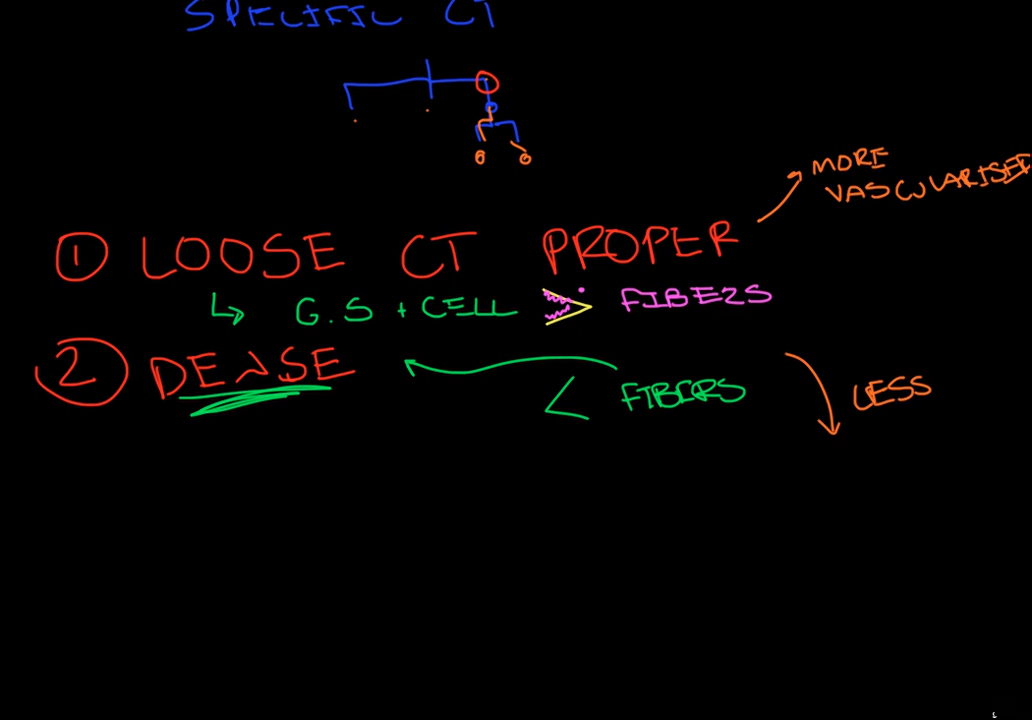 SPECIFIC CT
MORE
VASCULARISED
① LOOSE CT PROPER
↳ G.S + CELL > FIBERS
② DENSE
< FIBERS
LESS